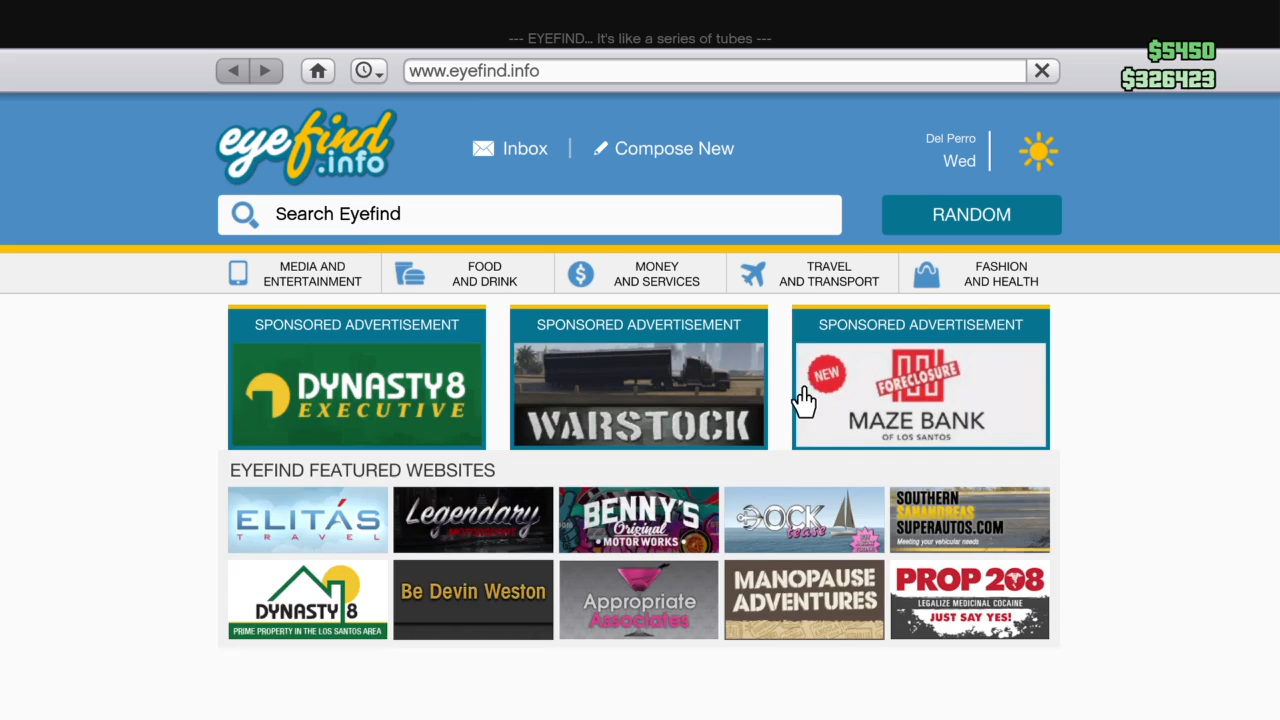 --- EYEFIND... It's like a series of tubes ---
$5450
www.eyefind.info
$326423
eyefind
.info
Inbox
Compose New
Del Perro
Wed
Search Eyefind
RANDOM
MEDIA AND
ENTERTAINMENT
FOOD
AND DRINK
MONEY
AND SERVICES
TRAVEL
AND TRANSPORT
FASHION
AND HEALTH
SPONSORED ADVERTISEMENT
DYNASTY 8
EXECUTIVE
SPONSORED ADVERTISEMENT
WARSTOCK
SPONSORED ADVERTISEMENT
NEW
FORECLOSURE
MAZE BANK
OF LOS SANTOS
EYEFIND FEATURED WEBSITES
ELITÁS
TRAVEL
Legendary
MOTORSPORT
BENNY'S
Original
MOTOR WORKS
DOCK
tease
SOUTHERN
SANANDREAS
SUPERAUTOS.COM
Meeting your vehicular needs
DYNASTY 8
PRIME PROPERTY IN THE LOS SANTOS AREA
Be Devin Weston
Appropriate
Associates
MANOPAUSE
ADVENTURES
PROP 208
LEGALIZE MEDICINAL COCAINE
JUST SAY YES!